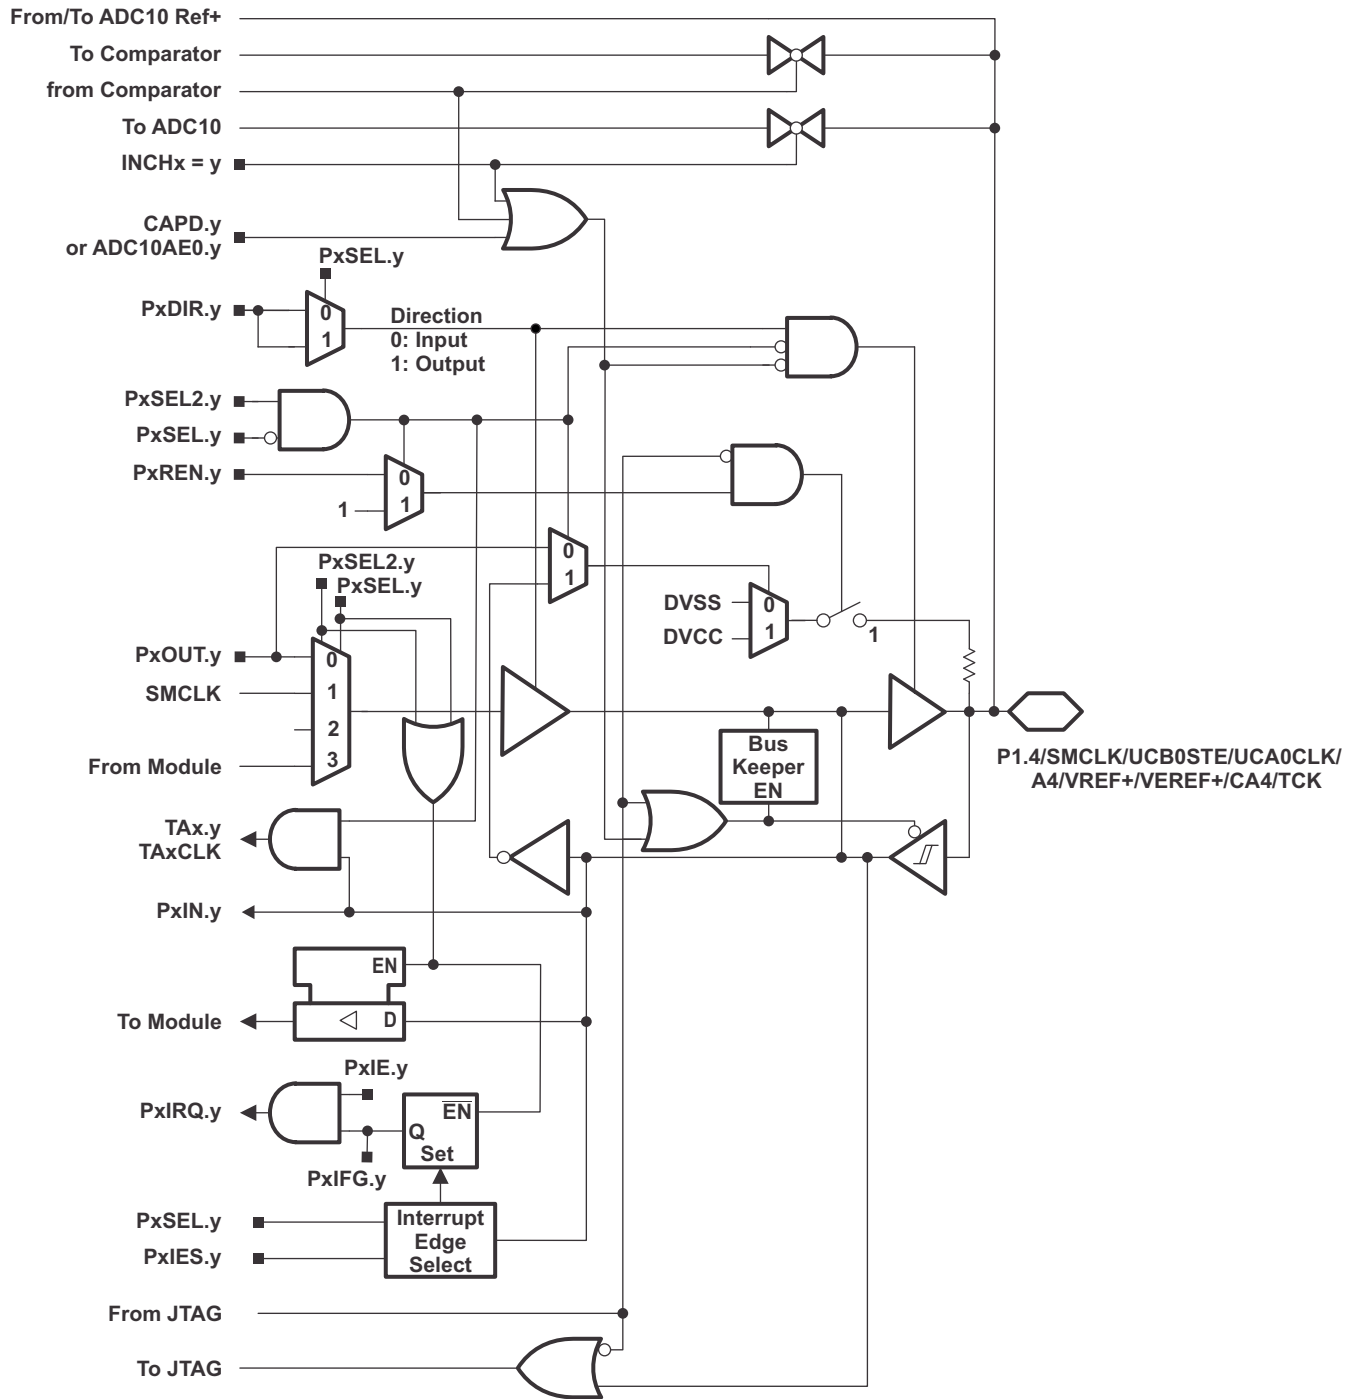 From/To ADC10 Ref+
To Comparator
from Comparator
To ADC10
INCHx = y
CAPD.y
or ADC10AE0.y
PxSEL.y
PxDIR.y
0
1
Direction
0: Input
1: Output
PxSEL2.y
PxSEL.y
PxREN.y
0
1
1
0
1
PxSEL2.y
PxSEL.y
DVSS
DVCC
0
1
1
PxOUT.y
SMCLK
From Module
0
1
2
3
Bus
Keeper
EN
P1.4/SMCLK/UCB0STE/UCA0CLK/
A4/VREF+/VEREF+/CA4/TCK
TAx.y
TAxCLK
PxIN.y
EN
D
To Module
PxIE.y
PxIRQ.y
EN
Q
Set
PxIFG.y
PxSEL.y
PxIES.y
Interrupt
Edge
Select
From JTAG
To JTAG